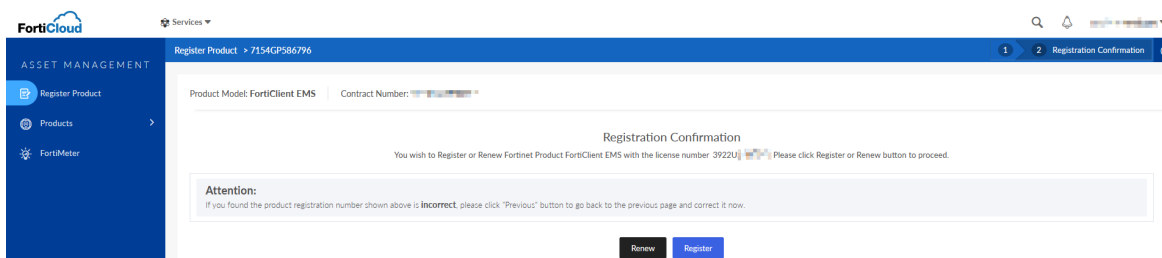 FortiCloud
Services
Register Product > 7154GP586796
1 2 Registration Confirmation
ASSET MANAGEMENT
Register Product
Products
FortiMeter
Product Model: FortiClient EMS Contract Number:
Registration Confirmation
You wish to Register or Renew Fortinet Product FortiClient EMS with the license number 3922U Please click Register or Renew button to proceed.
Attention:
If you found the product registration number shown above is incorrect, please click "Previous" button to go back to the previous page and correct it now.
Renew Register